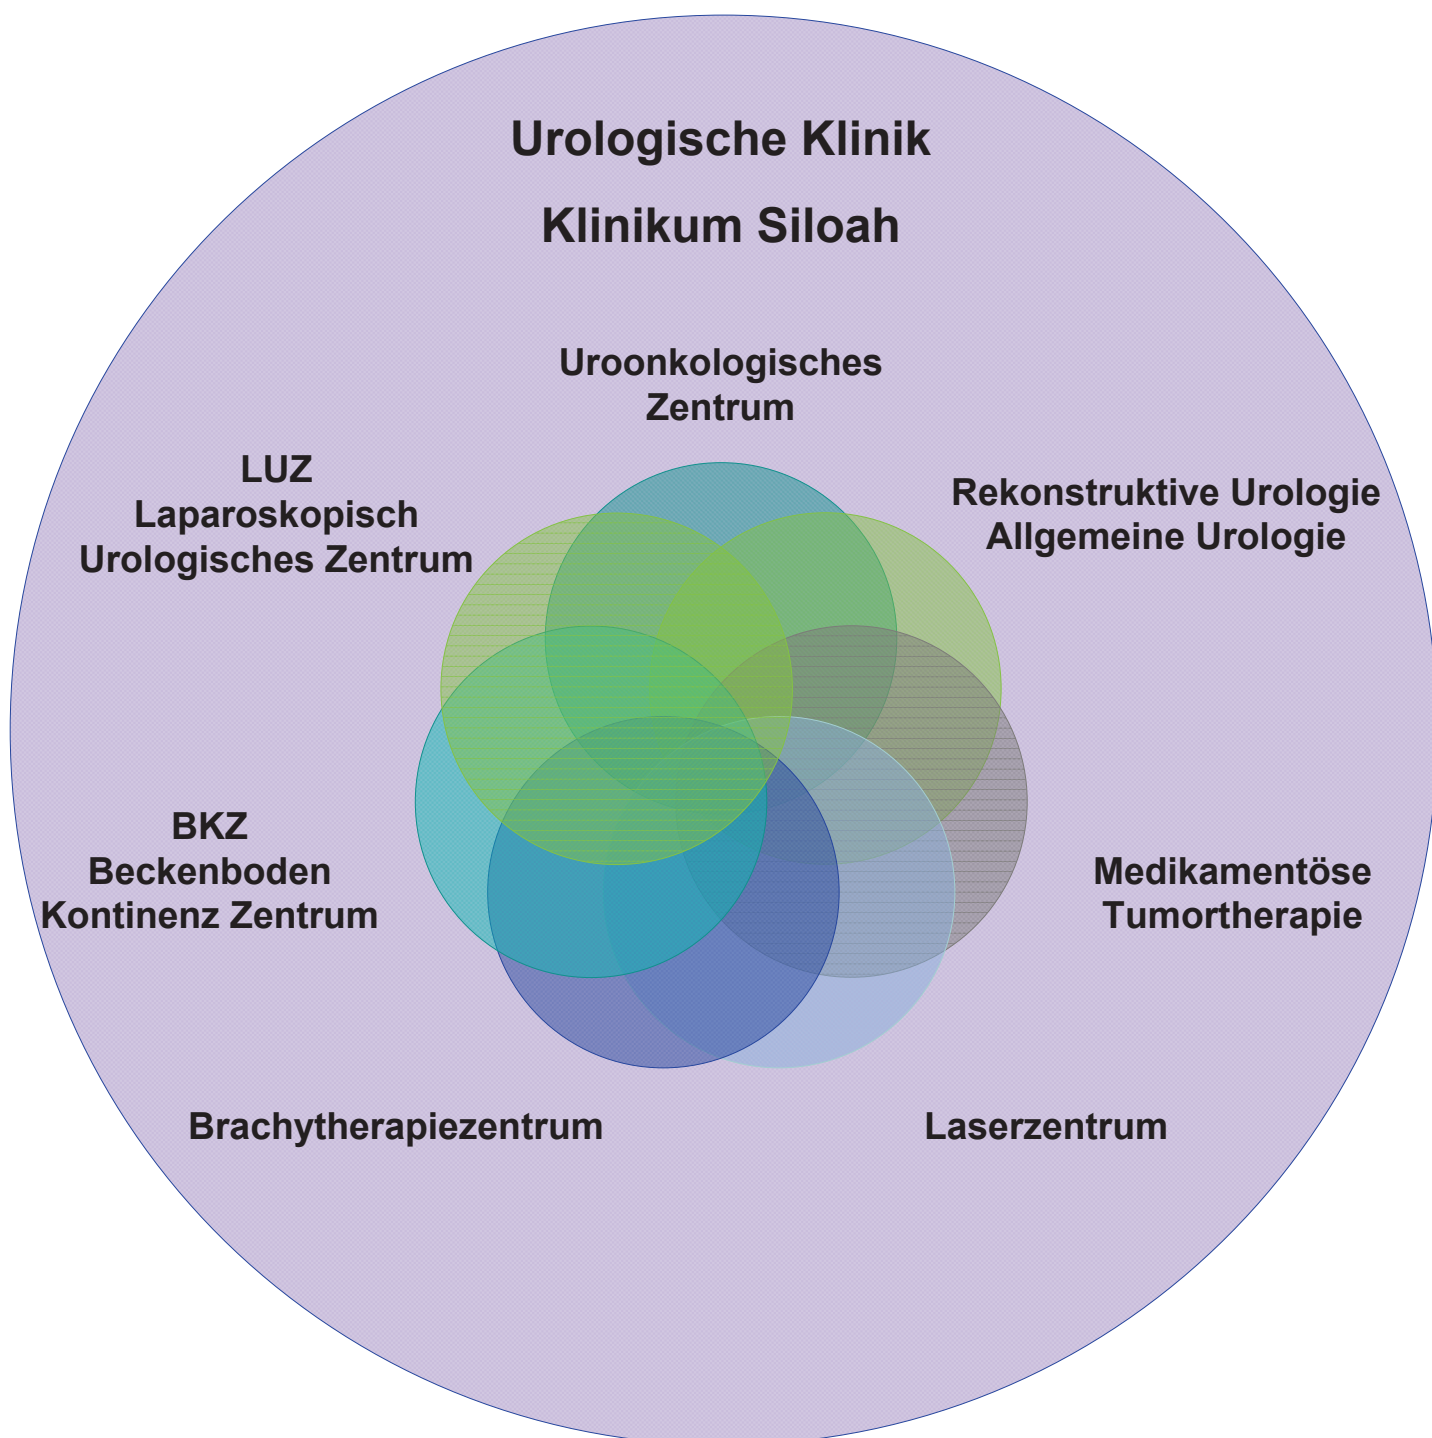 Urologische Klinik
Klinikum Siloah
Uroonkologisches
Zentrum
LUZ
Laparoskopisch
Urologisches Zentrum
Rekonstruktive Urologie
Allgemeine Urologie
BKZ
Beckenboden
Kontinenz Zentrum
Medikamentöse
Tumortherapie
Brachytherapiezentrum
Laserzentrum